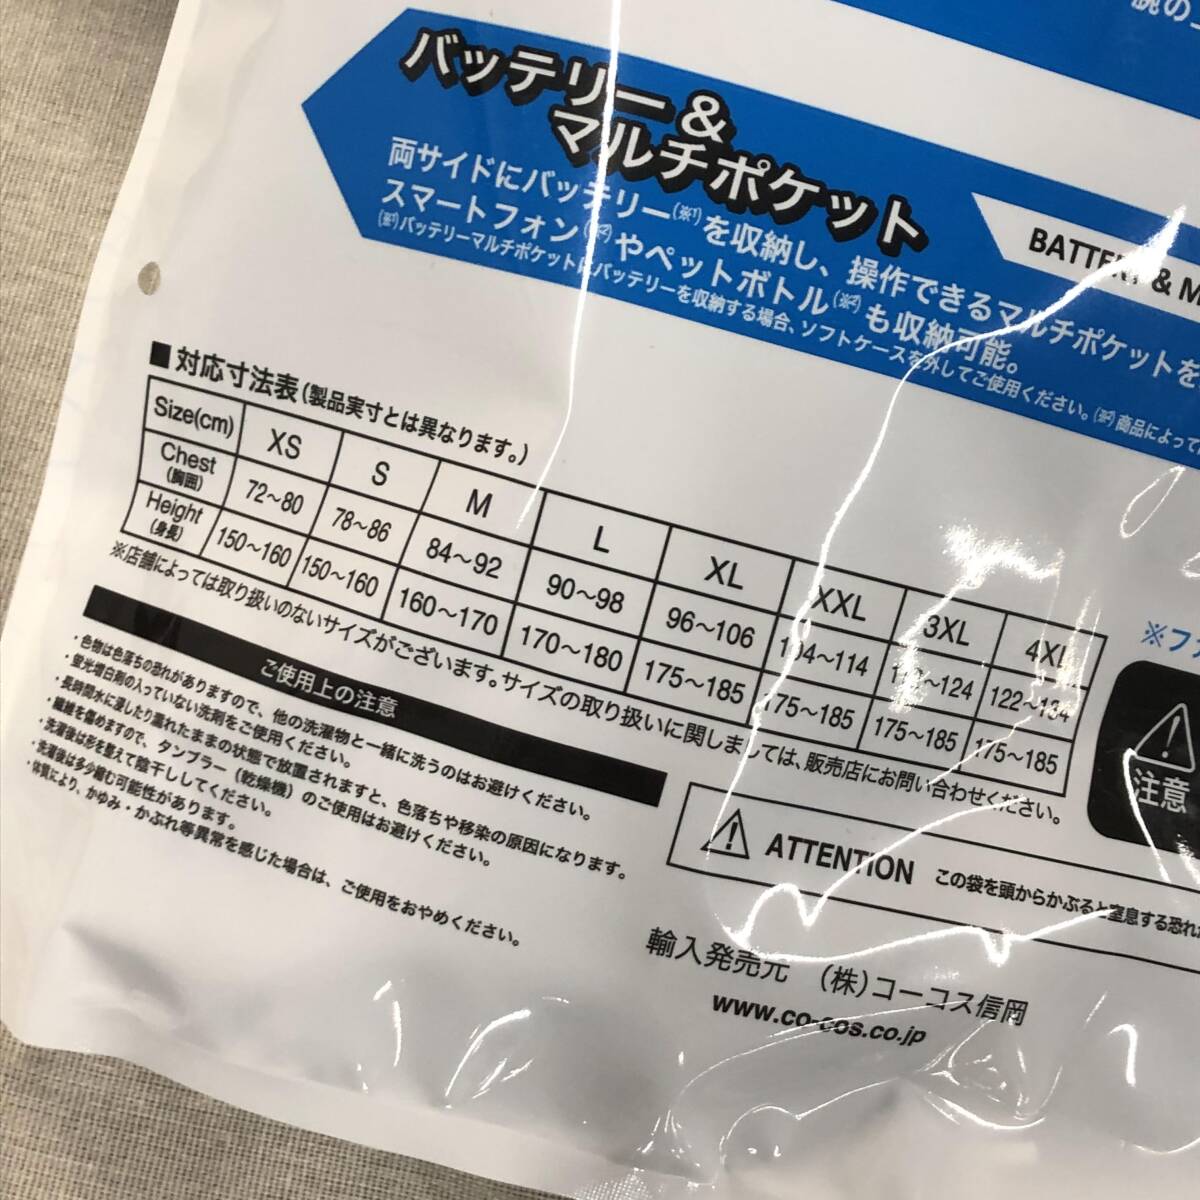 腕の
バッテリー&
マルチポケット
両サイドにバッテリー(※1)を収納し、操作できるマルチポケットを
スマートフォン(※2)やペットボトル(※2)も収納可能。
(※1)バッテリーマルチポケットにバッテリーを収納する場合、ソフトケースを外してご使用ください。(※2)商品によっては
BATTERY & M
■対応寸法表(製品実寸とは異なります。)
Size(cm) XS S M L XL XXL 3XL 4XL
Chest(胸囲) 72~80 78~86 84~92 90~98 96~106 104~114 ~124 122~134
Height(身長) 150~160 150~160 160~170 170~180 175~185 175~185 175~185 175~185
※店舗によっては取り扱いのないサイズがございます。サイズの取り扱いに関しましては、販売店にお問い合わせください。
※ファ
ご使用上の注意
・色物は色落ちの恐れがありますので、他の洗濯物と一緒に洗うのはお避けください。
・蛍光増白剤の入っていない洗剤をご使用ください。
・長時間水に浸したり濡れたままの状態で放置されますと、色落ちや移染の原因になります。
・繊維を傷めますので、タンブラー(乾燥機)のご使用はお避けください。
・洗濯後は形を整えて陰干ししてください。
・洗濯後は多少縮む可能性があります。
・体質により、かゆみ・かぶれ等異常を感じた場合は、ご使用をおやめください。
注意
ATTENTION この袋を頭からかぶると窒息する恐れ
輸入発売元 (株)コーコス信岡
www.co-cos.co.jp